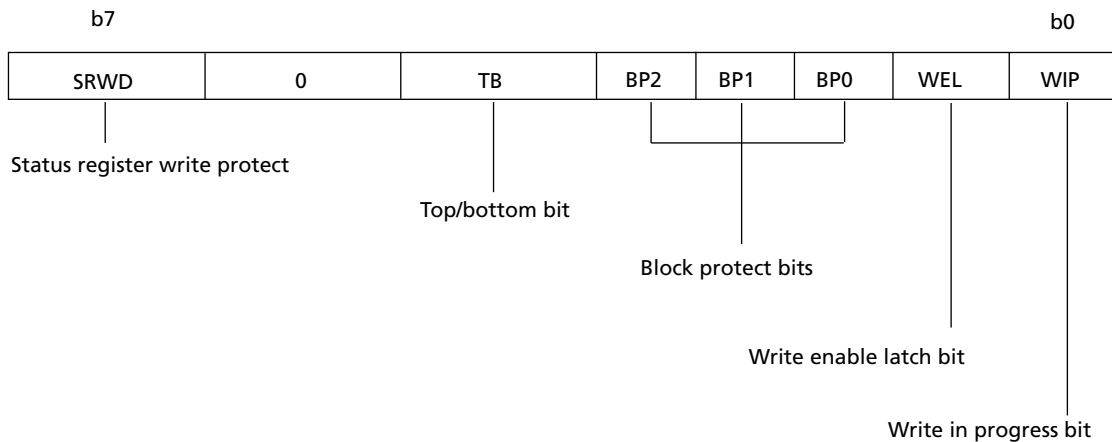 b7 b0
SRWD 0 TB BP2 BP1 BP0 WEL WIP
Status register write protect
Top/bottom bit
Block protect bits
Write enable latch bit
Write in progress bit